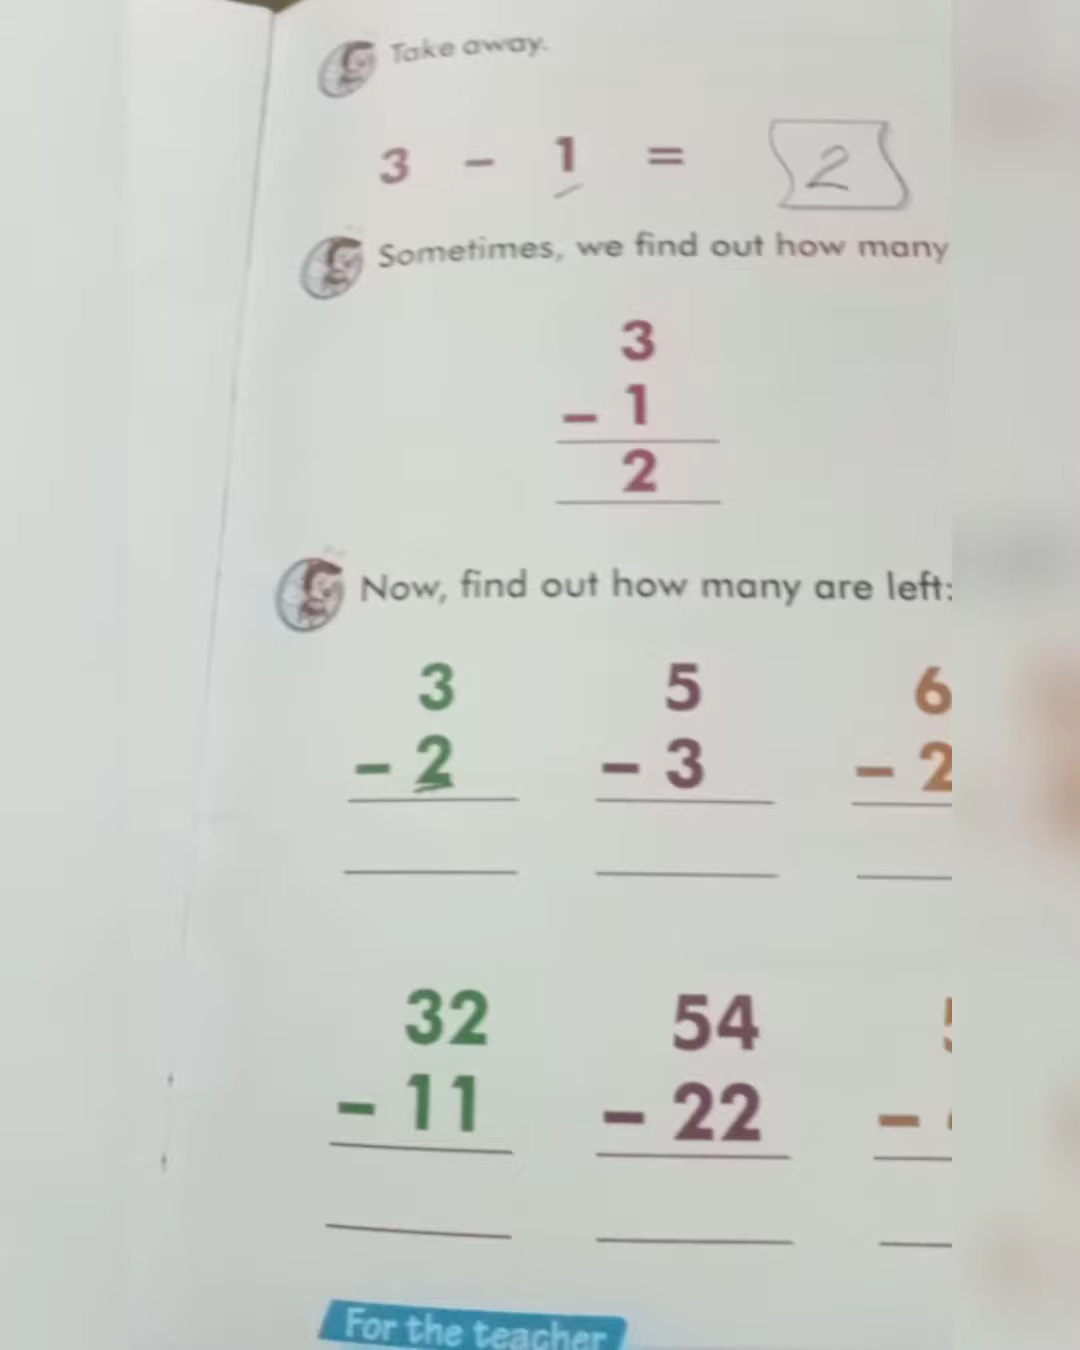 Take away.
3 - 1 = 2
Sometimes, we find out how many
3
- 1
2
Now, find out how many are left:
3 5 6
- 2 - 3 - 2
32 54
- 11 - 22 -
For the teacher